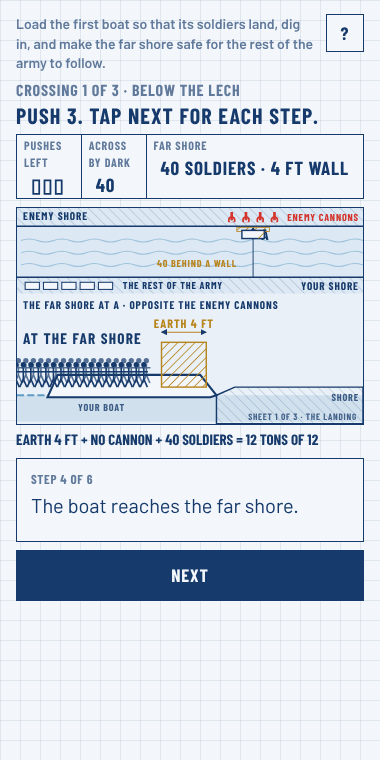 Load the first boat so that its soldiers land, dig
in, and make the far shore safe for the rest of the
army to follow.
?
CROSSING 1 OF 3 · BELOW THE LECH
PUSH 3. TAP NEXT FOR EACH STEP.
PUSHES
LEFT
ACROSS
BY DARK
40
FAR SHORE
40 SOLDIERS · 4 FT WALL
ENEMY SHORE
ENEMY CANNONS
A
40 BEHIND A WALL
THE REST OF THE ARMY
YOUR SHORE
THE FAR SHORE AT A · OPPOSITE THE ENEMY CANNONS
EARTH 4 FT
AT THE FAR SHORE
SHORE
YOUR BOAT
SHEET 1 OF 3 · THE LANDING
EARTH 4 FT + NO CANNON + 40 SOLDIERS = 12 TONS OF 12
STEP 4 OF 6
The boat reaches the far shore.
NEXT